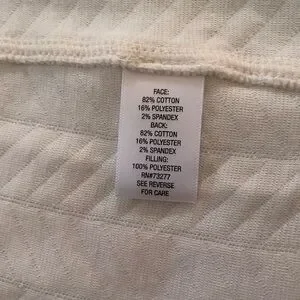 FACE:
82% COTTON
16% POLYESTER
2% SPANDEX
BACK:
82% COTTON
16% POLYESTER
2% SPANDEX
FILLING:
100% POLYESTER
RN#73277
SEE REVERSE
FOR CARE